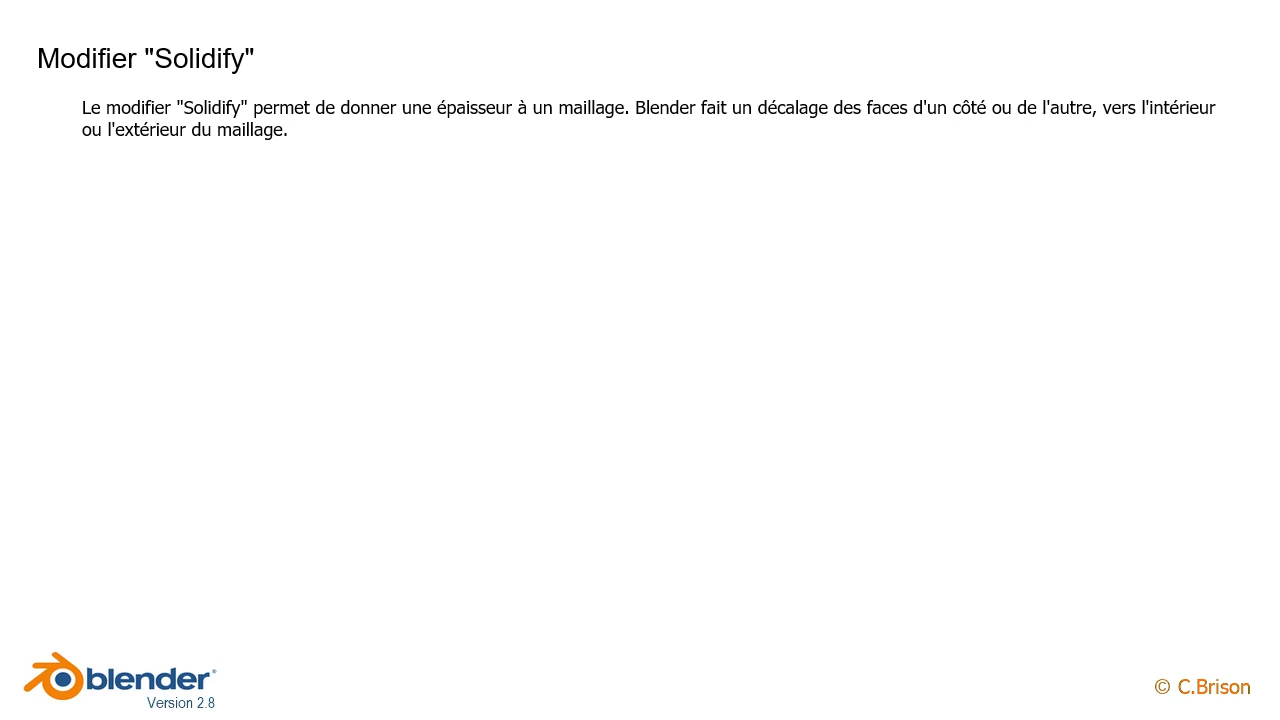 Modifier "Solidify"
Le modifier "Solidify" permet de donner une épaisseur à un maillage. Blender fait un décalage des faces d'un côté ou de l'autre, vers l'intérieur
ou l'extérieur du maillage.
blender®
Version 2.8
© C.Brison